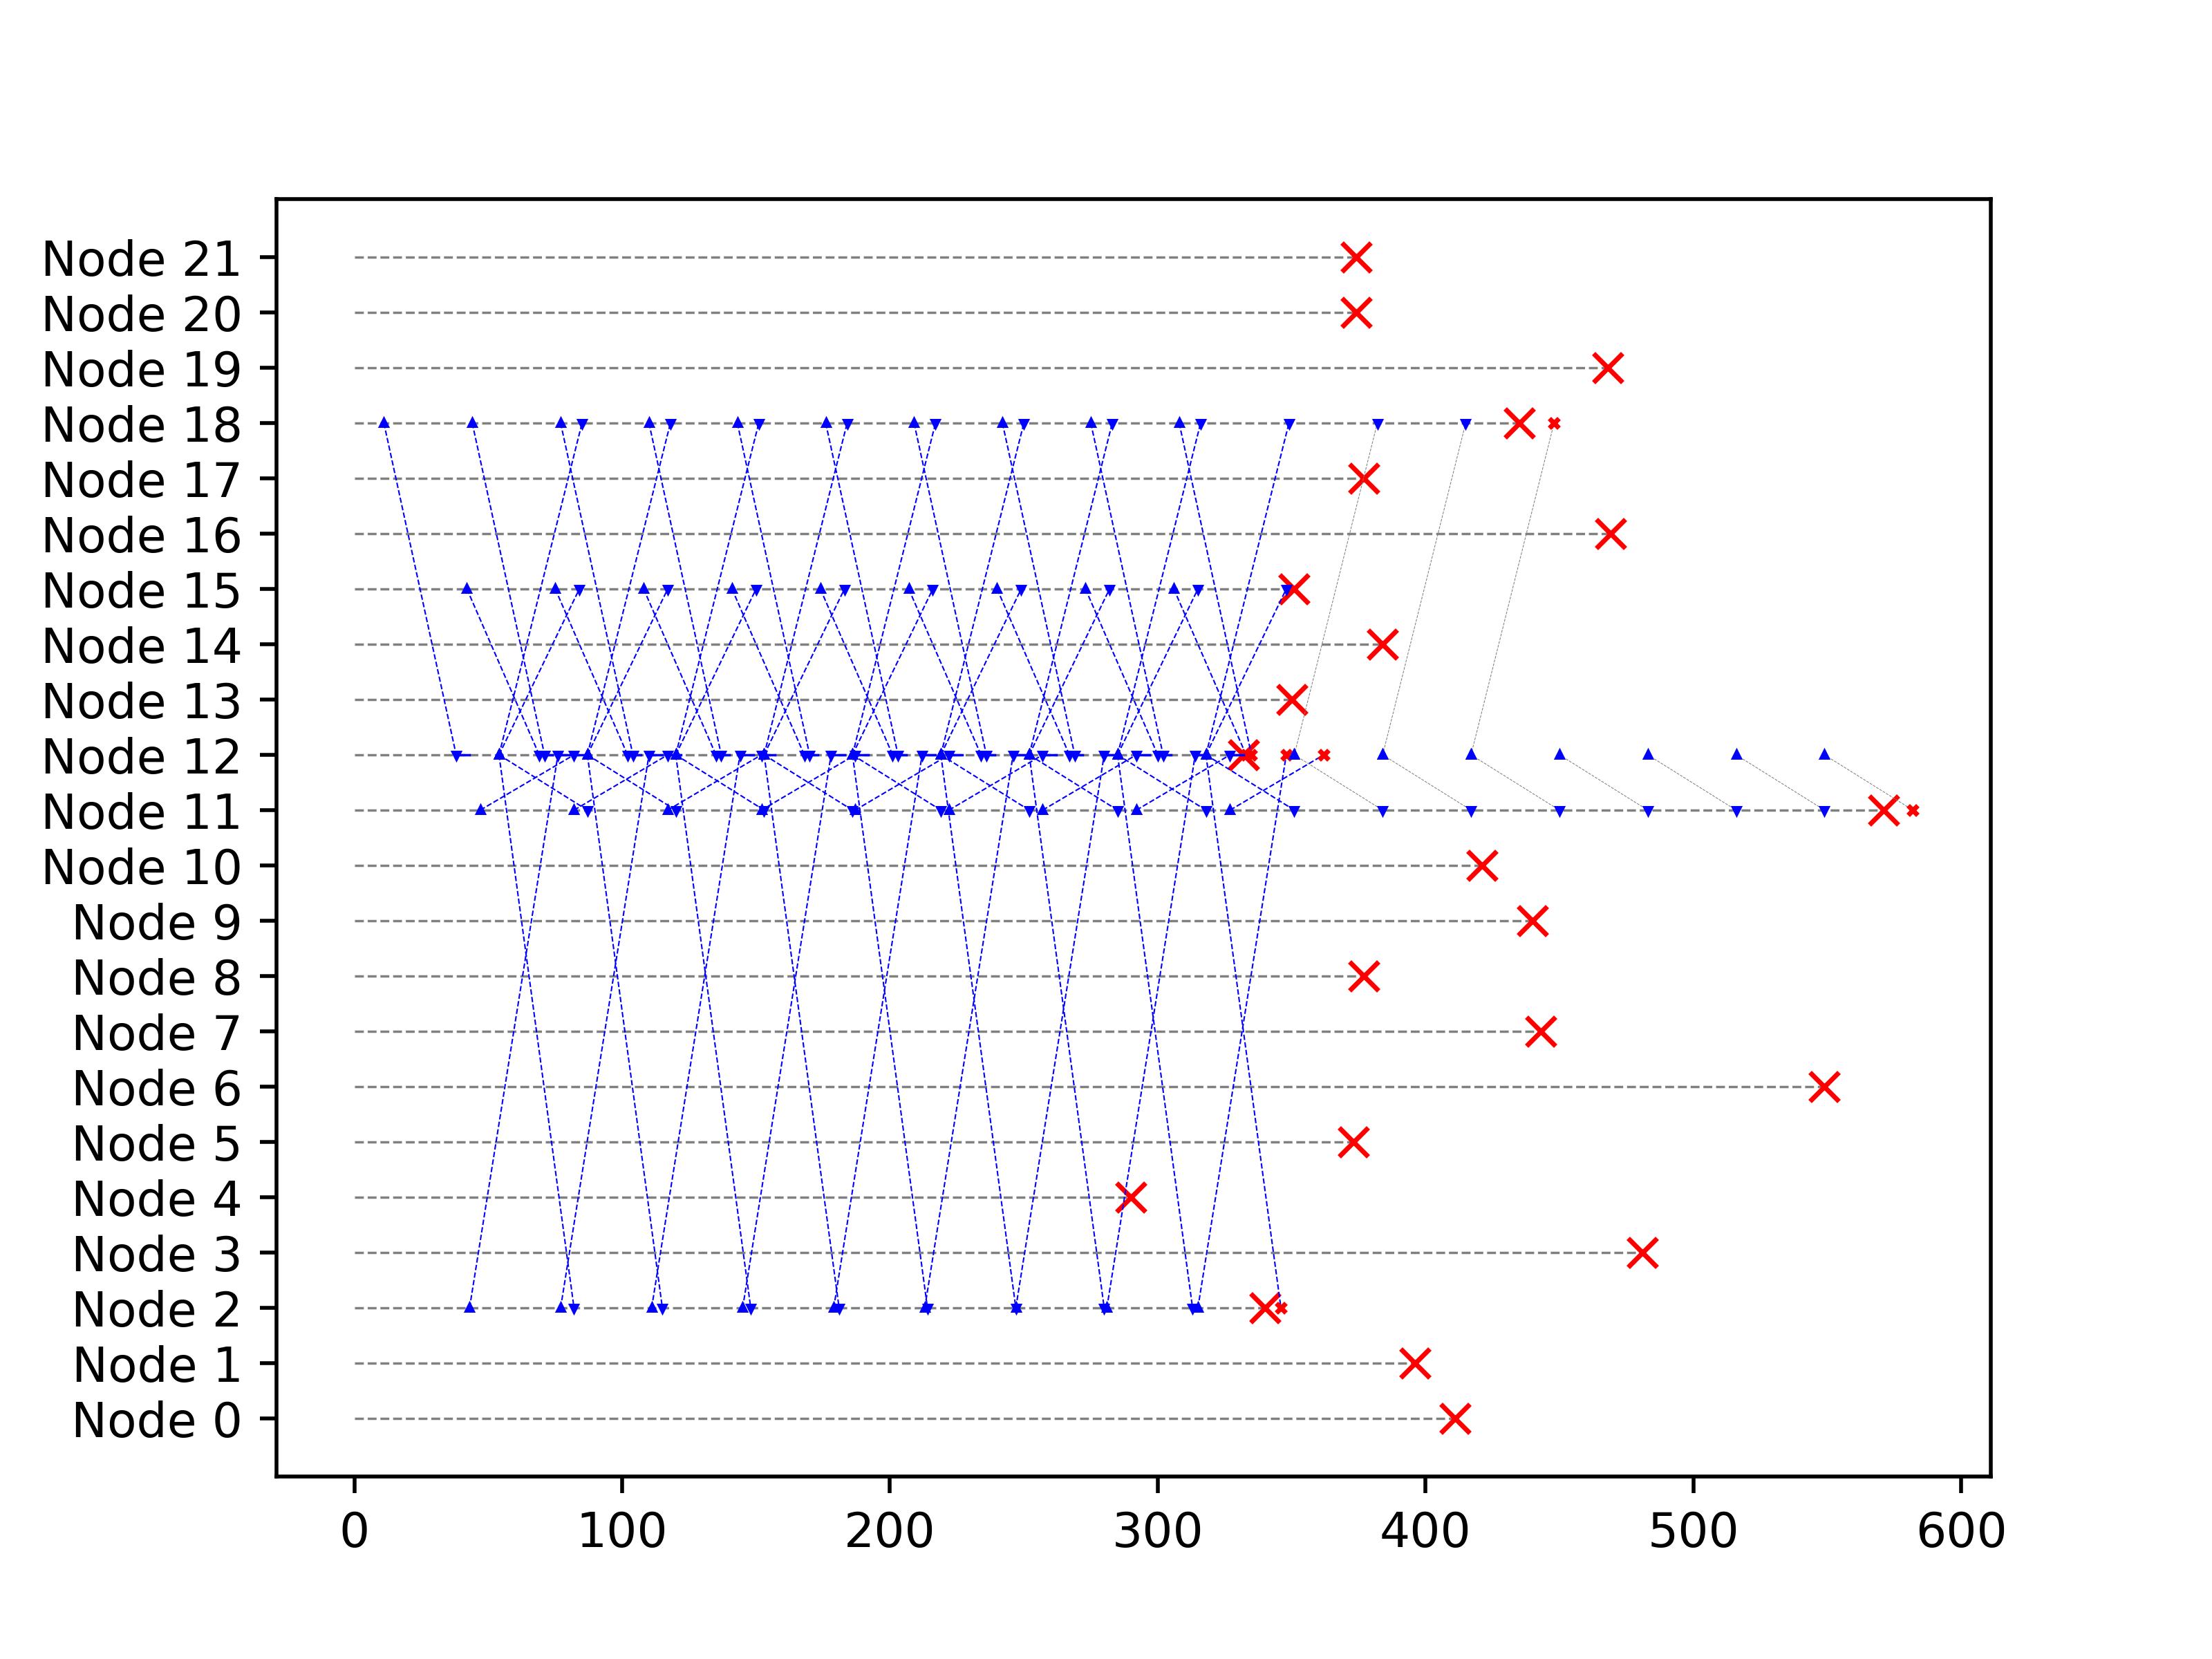 Node 21
Node 20
Node 19
Node 18
Node 17
Node 16
Node 15
Node 14
Node 13
Node 12
Node 11
Node 10
Node 9
Node 8
Node 7
Node 6
Node 5
Node 4
Node 3
Node 2
Node 1
Node 0
0 100 200 300 400 500 600